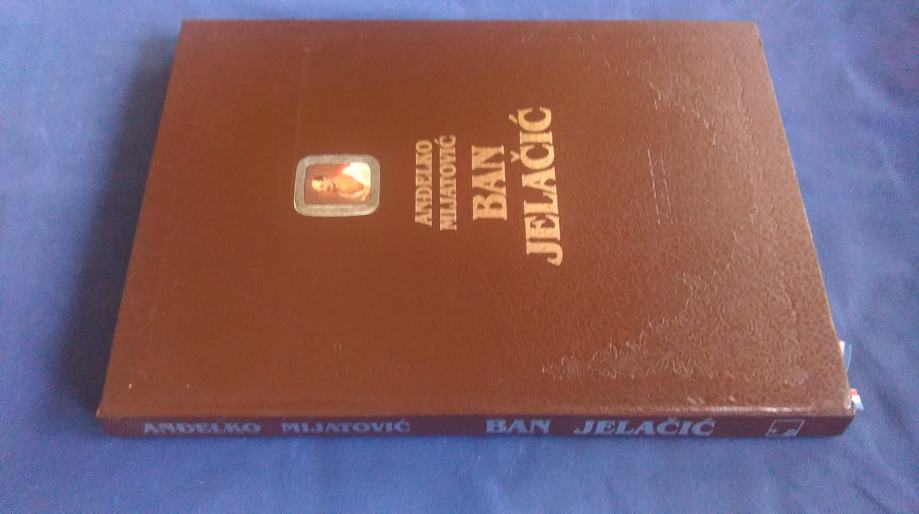 ANĐELKO
MIJATOVIĆ
BAN
JELAČIĆ
ANĐELKO MIJATOVIĆ BAN JELAČIĆ